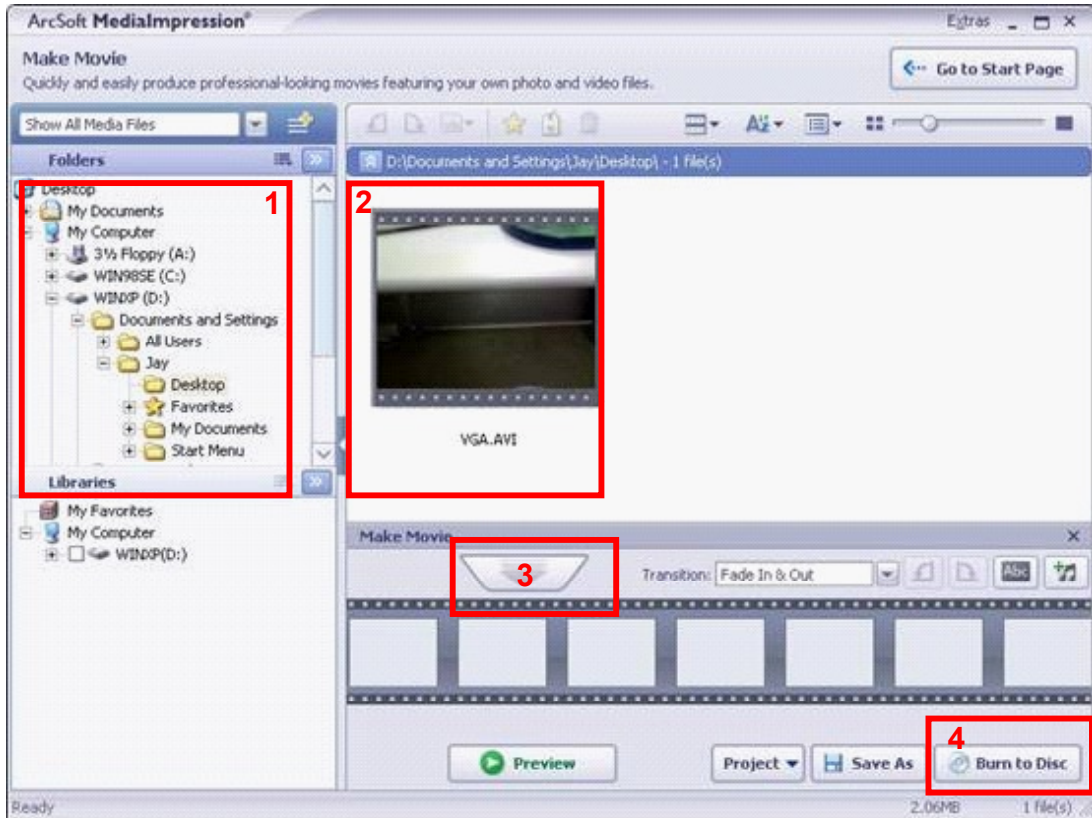 ArcSoft MediaImpression®
Extras
Make Movie
Quickly and easily produce professional-looking movies featuring your own photo and video files.
Go to Start Page
Show All Media Files
Folders
D:\Documents and Settings\Jay\Desktop\ - 1 file(s)
Desktop
1
2
My Documents
My Computer
3½ Floppy (A:)
WIN98SE (C:)
WINXP (D:)
Documents and Settings
All Users
Jay
Desktop
Favorites
My Documents
Start Menu
VGA.AVI
Libraries
My Favorites
My Computer
WINXP(D:)
Make Movie
3
Transition:
Fade In & Out
Abc
4
Preview
Project
Save As
Burn to Disc
Ready
2.06MB
1 file(s)